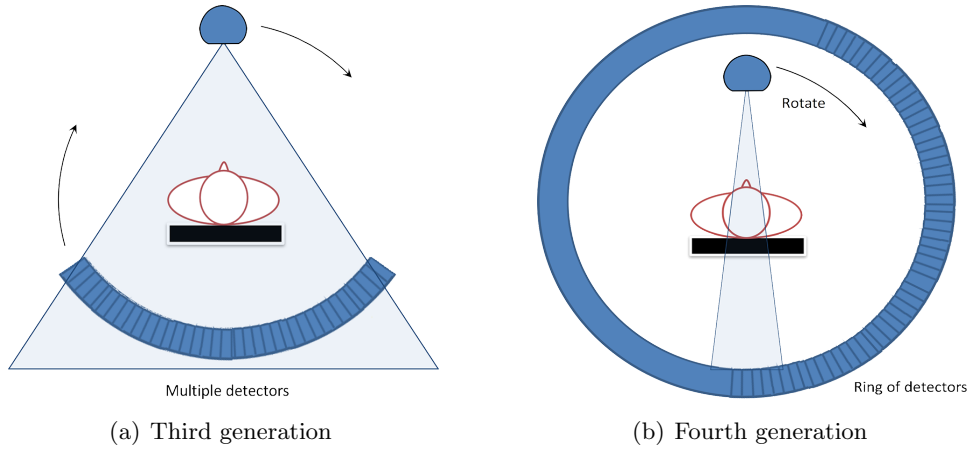 Rotate
Multiple detectors
Ring of detectors
(a) Third generation
(b) Fourth generation